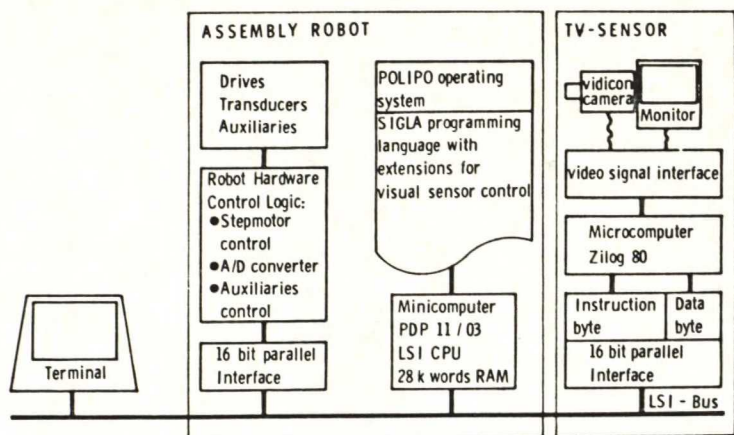 ASSEMBLY ROBOT
Drives
Transducers
Auxiliaries
Robot Hardware
Control Logic:
●Stepmotor
control
●A/D converter
●Auxiliaries
control
16 bit parallel
Interface
POLIPO operating
system
SIGLA programming
language with
extensions for
visual sensor control
Minicomputer
PDP 11 / 03
LSI CPU
28 k words RAM
TV-SENSOR
vidicon
camera
Monitor
video signal interface
Microcomputer
Zilog 80
Instruction
byte
Data
byte
16 bit parallel
Interface
LSI - Bus
Terminal